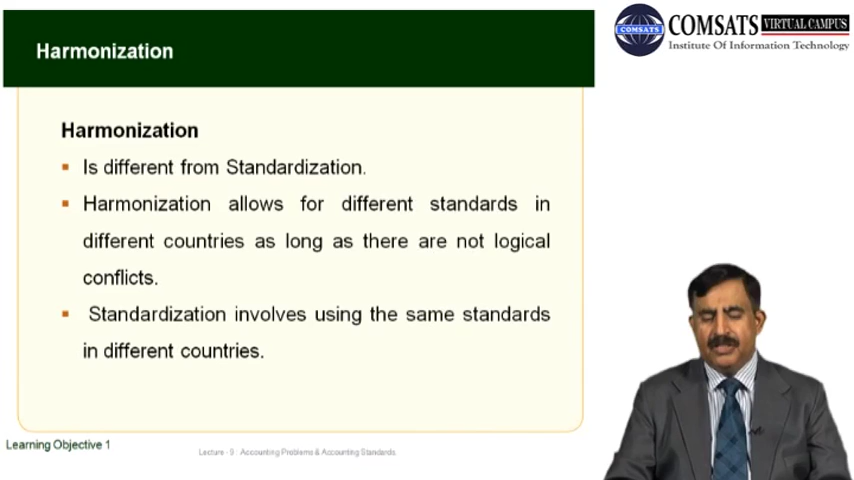 Harmonization
COMSATS
COMSATS VIRTUAL CAMPUS
Institute Of Information Technology
Harmonization
Is different from Standardization.
Harmonization allows for different standards in
different countries as long as there are not logical
conflicts.
Standardization involves using the same standards
in different countries.
Learning Objective 1
Lecture - 9 : Accounting Problems & Accounting Standards.